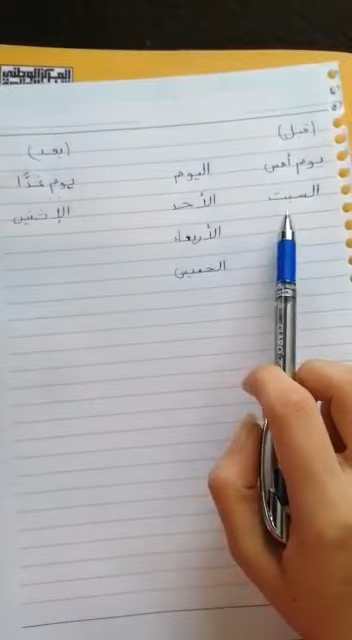 المركز الوطني
(قبل) (بعد)
يوم أمس اليوم يوم غدًا
السبت الأحد الإثنين
الأربعاء
الخميس